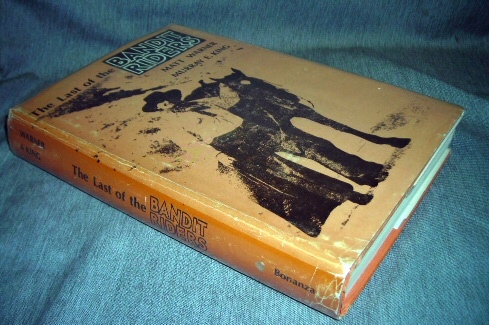 The Last of the BANDIT
RIDERS
MATT WARNER
MURRAY E. KING
WARNER
& KING
The Last of the BANDIT
RIDERS
Bonanza